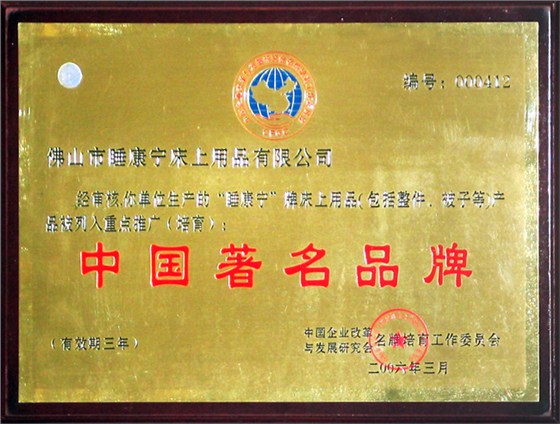 编号：000412
佛山市睡康宁床上用品有限公司
经审核，你单位生产的“睡康宁”牌床上用品（包括整件、被子等）产
品被列入重点推广（培育）：
中国著名品牌
（有效期三年）
中国企业改革
与发展研究会
名牌培育工作委员会
二00六年三月